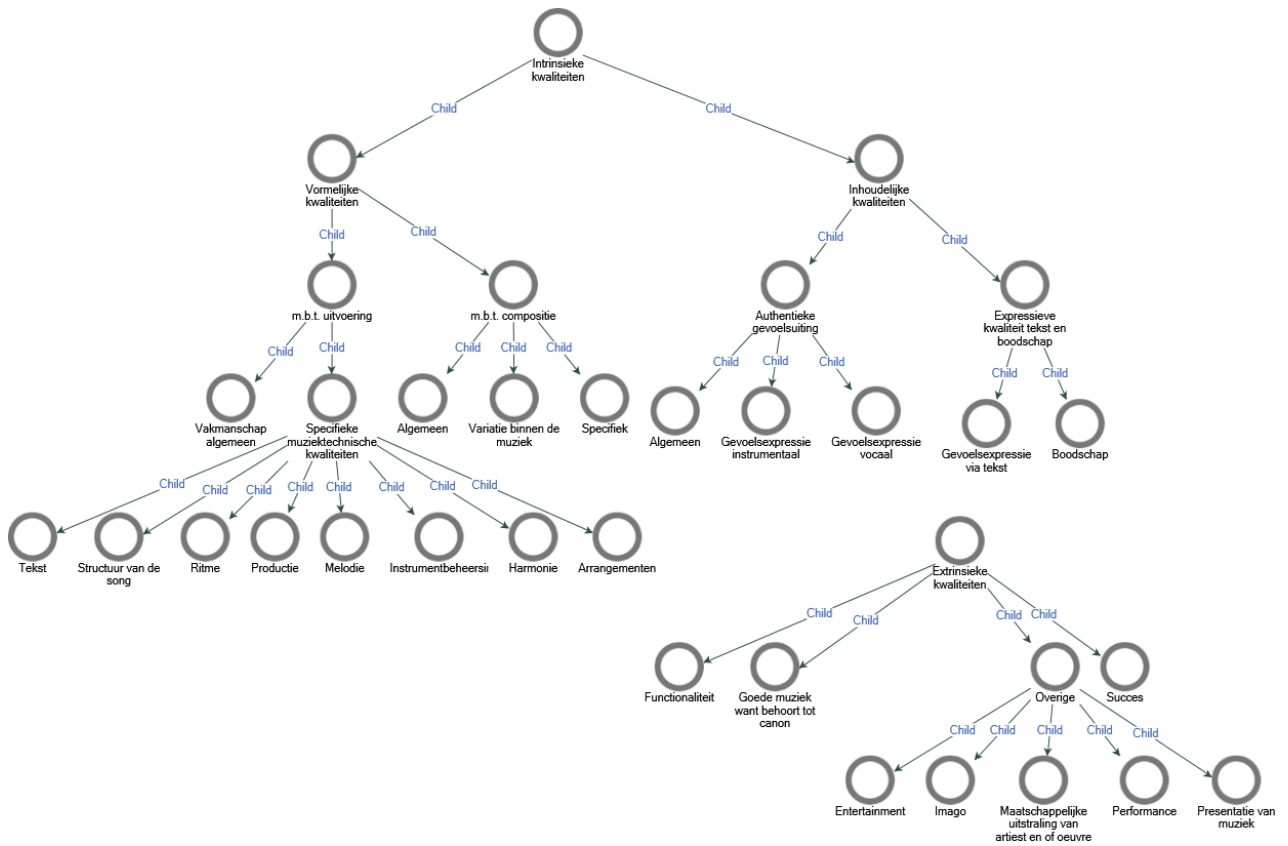 Intrinsieke
kwaliteiten
Child
Child
Vormelijke
kwaliteiten
Inhoudelijke
kwaliteiten
Child
Child
Child
Child
m.b.t. uitvoering
m.b.t. compositie
Authentieke
gevoelsuiting
Expressieve
kwaliteit tekst en
boodschap
Child
Child
Child
Child
Child
Child
Child
Child
Child
Child
Vakmanschap
algemeen
Specifieke
muziektechnische
kwaliteiten
Algemeen
Variatie binnen de
muziek
Specifiek
Algemeen
Gevoelsexpressie
instrumentaal
Gevoelsexpressie
vocaal
Gevoelsexpressie
via tekst
Boodschap
Child
Child
Child
Child
Child
Child
Child
Child
Tekst
Structuur van de
song
Ritme
Productie
Melodie
Instrumentbeheersi
Harmonie
Arrangementen
Extrinsieke
kwaliteiten
Child
Child
Child
Child
Functionaliteit
Goede muziek
want behoort tot
canon
Overige
Succes
Child
Child
Child
Child
Child
Entertainment
Imago
Maatschappelijke
uitstraling van
artiest en of oeuvre
Performance
Presentatie van
muziek